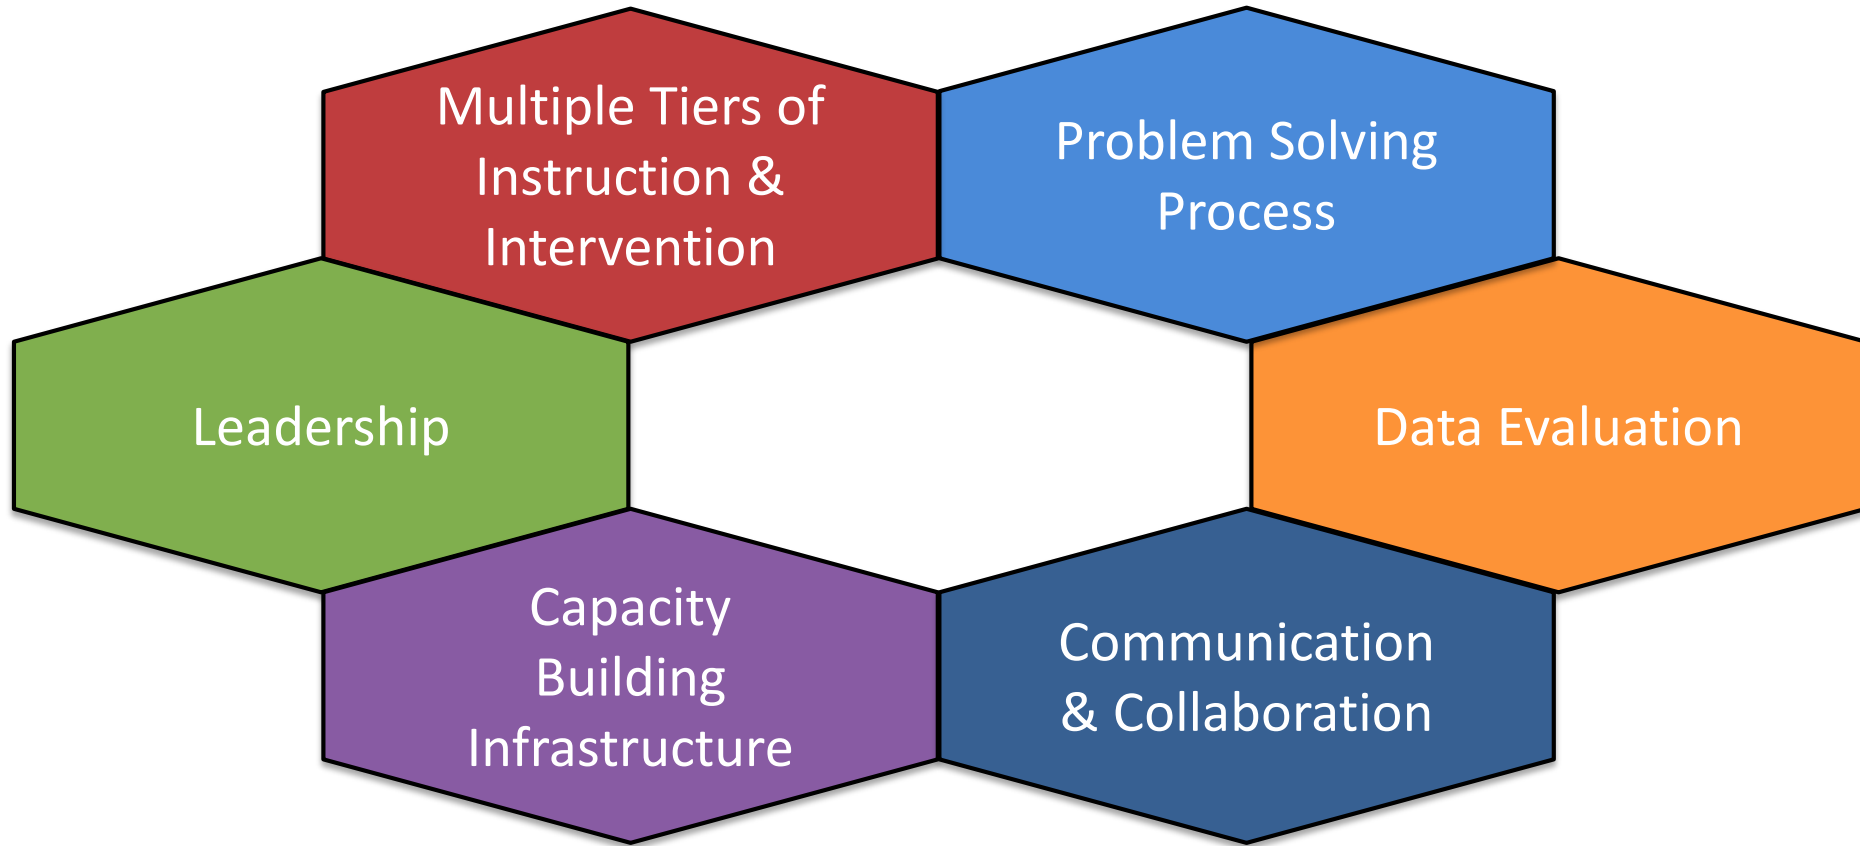 Multiple Tiers of
Instruction &
Intervention
Problem Solving
Process
Leadership
Data Evaluation
Capacity
Building
Infrastructure
Communication
& Collaboration